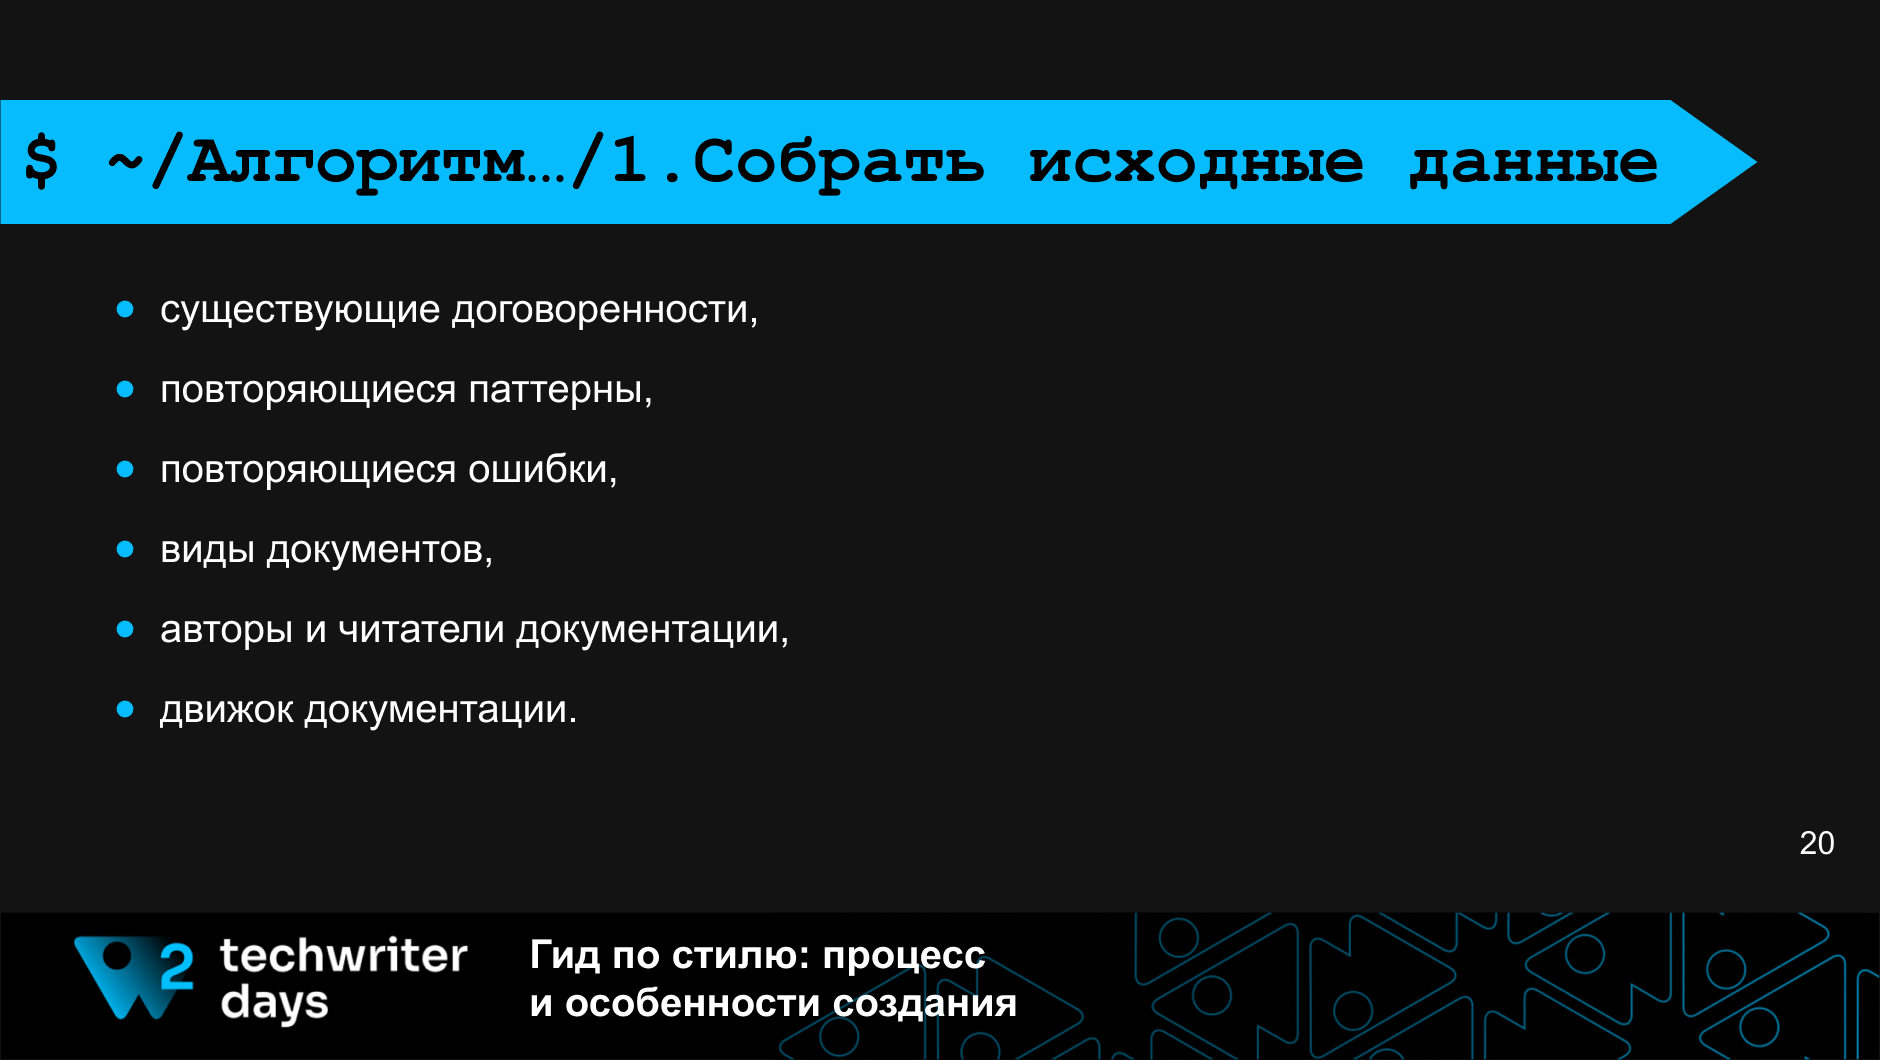 $ ~/Алгоритм…/1.Собрать исходные данные
существующие договоренности,
повторяющиеся паттерны,
повторяющиеся ошибки,
виды документов,
авторы и читатели документации,
движок документации.
20
2 techwriter
days
Гид по стилю: процесс
и особенности создания